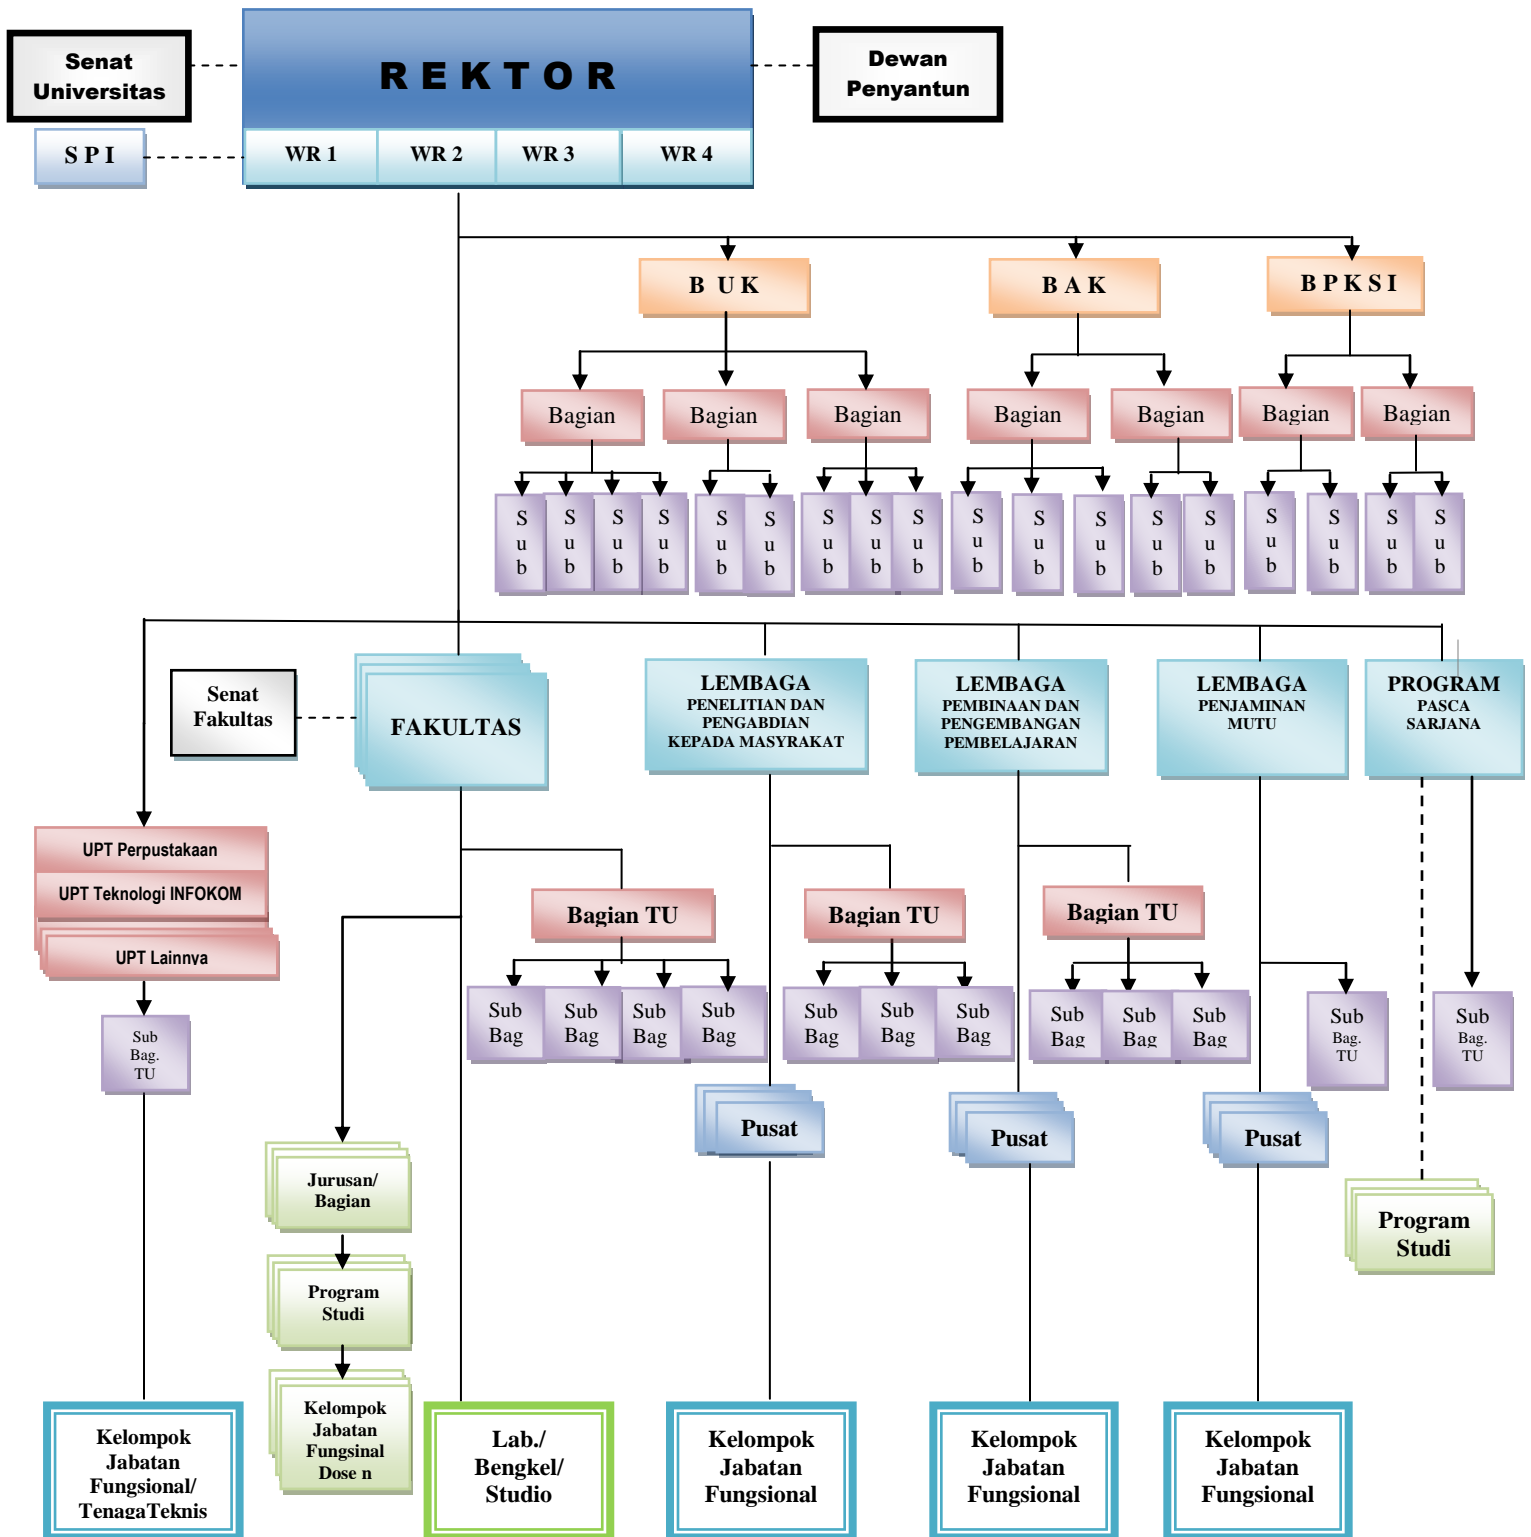 Senat
Universitas
R E K T O R
Dewan
Penyantun
S P I
WR 1
WR 2
WR 3
WR 4
B U K
B A K
B P K S I
Bagian
Bagian
Bagian
Bagian
Bagian
Bagian
Bagian
S
u
b
S
u
b
S
u
b
S
u
b
S
u
b
S
u
b
S
u
b
S
u
b
S
u
b
S
u
b
S
u
b
S
u
b
S
u
b
S
u
b
S
u
b
S
u
b
S
u
b
S
u
b
Senat
Fakultas
FAKULTAS
LEMBAGA
PENELITIAN DAN
PENGABDIAN
KEPADA MASYRAKAT
LEMBAGA
PEMBINAAN DAN
PENGEMBANGAN
PEMBELAJARAN
LEMBAGA
PENJAMINAN
MUTU
PROGRAM
PASCA
SARJANA
UPT Perpustakaan
UPT Teknologi INFOKOM
UPT Lainnya
Bagian TU
Bagian TU
Bagian TU
Sub
Bag.
TU
Sub
Bag
Sub
Bag
Sub
Bag
Sub
Bag
Sub
Bag
Sub
Bag
Sub
Bag
Sub
Bag
Sub
Bag
Sub
Bag
Sub
Bag.
TU
Sub
Bag.
TU
Pusat
Pusat
Pusat
Jurusan/
Bagian
Program
Studi
Program
Studi
Kelompok
Jabatan
Fungsional/
TenagaTeknis
Kelompok
Jabatan
Fungsinal
Dose n
Lab./
Bengkel/
Studio
Kelompok
Jabatan
Fungsional
Kelompok
Jabatan
Fungsional
Kelompok
Jabatan
Fungsional